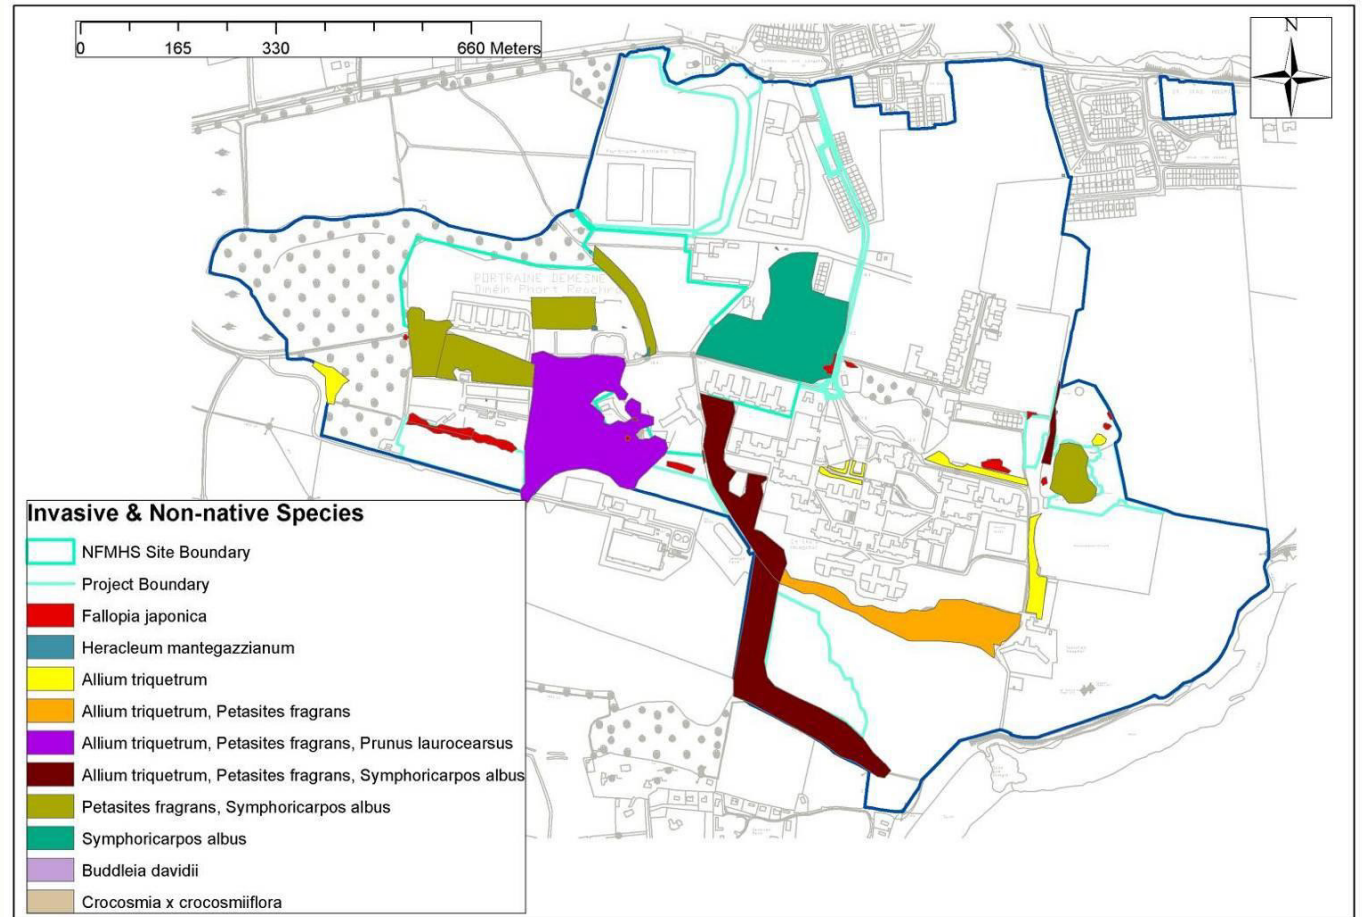 N
0 165 330 660 Meters
PORTRAINE DEMESNE
Invasive & Non-native Species
NFMHS Site Boundary
Project Boundary
Fallopia japonica
Heracleum mantegazzianum
Allium triquetrum
Allium triquetrum, Petasites fragrans
Allium triquetrum, Petasites fragrans, Prunus laurocearsus
Allium triquetrum, Petasites fragrans, Symphoricarpos albus
Petasites fragrans, Symphoricarpos albus
Symphoricarpos albus
Buddleia davidii
Crocosmia x crocosmiiflora